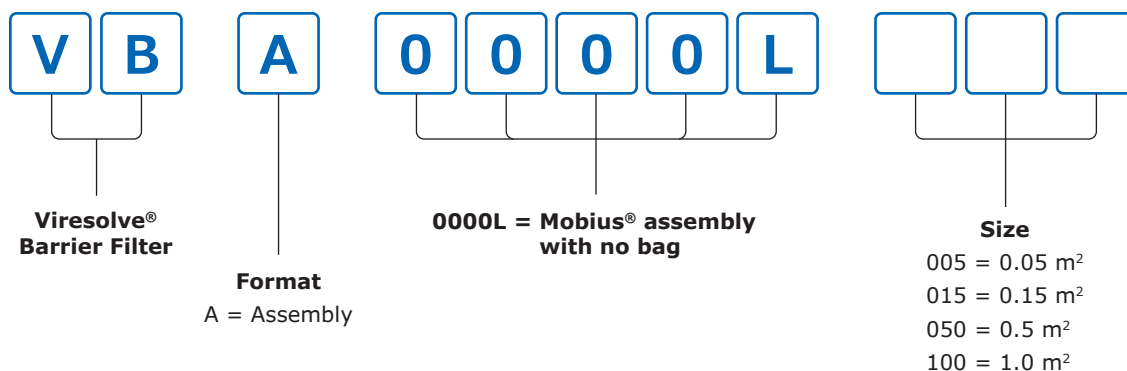 V B A 0 0 0 0 L
Viresolve®
Barrier Filter
Format
A = Assembly
0000L = Mobius® assembly
with no bag
Size
005 = 0.05 m²
015 = 0.15 m²
050 = 0.5 m²
100 = 1.0 m²